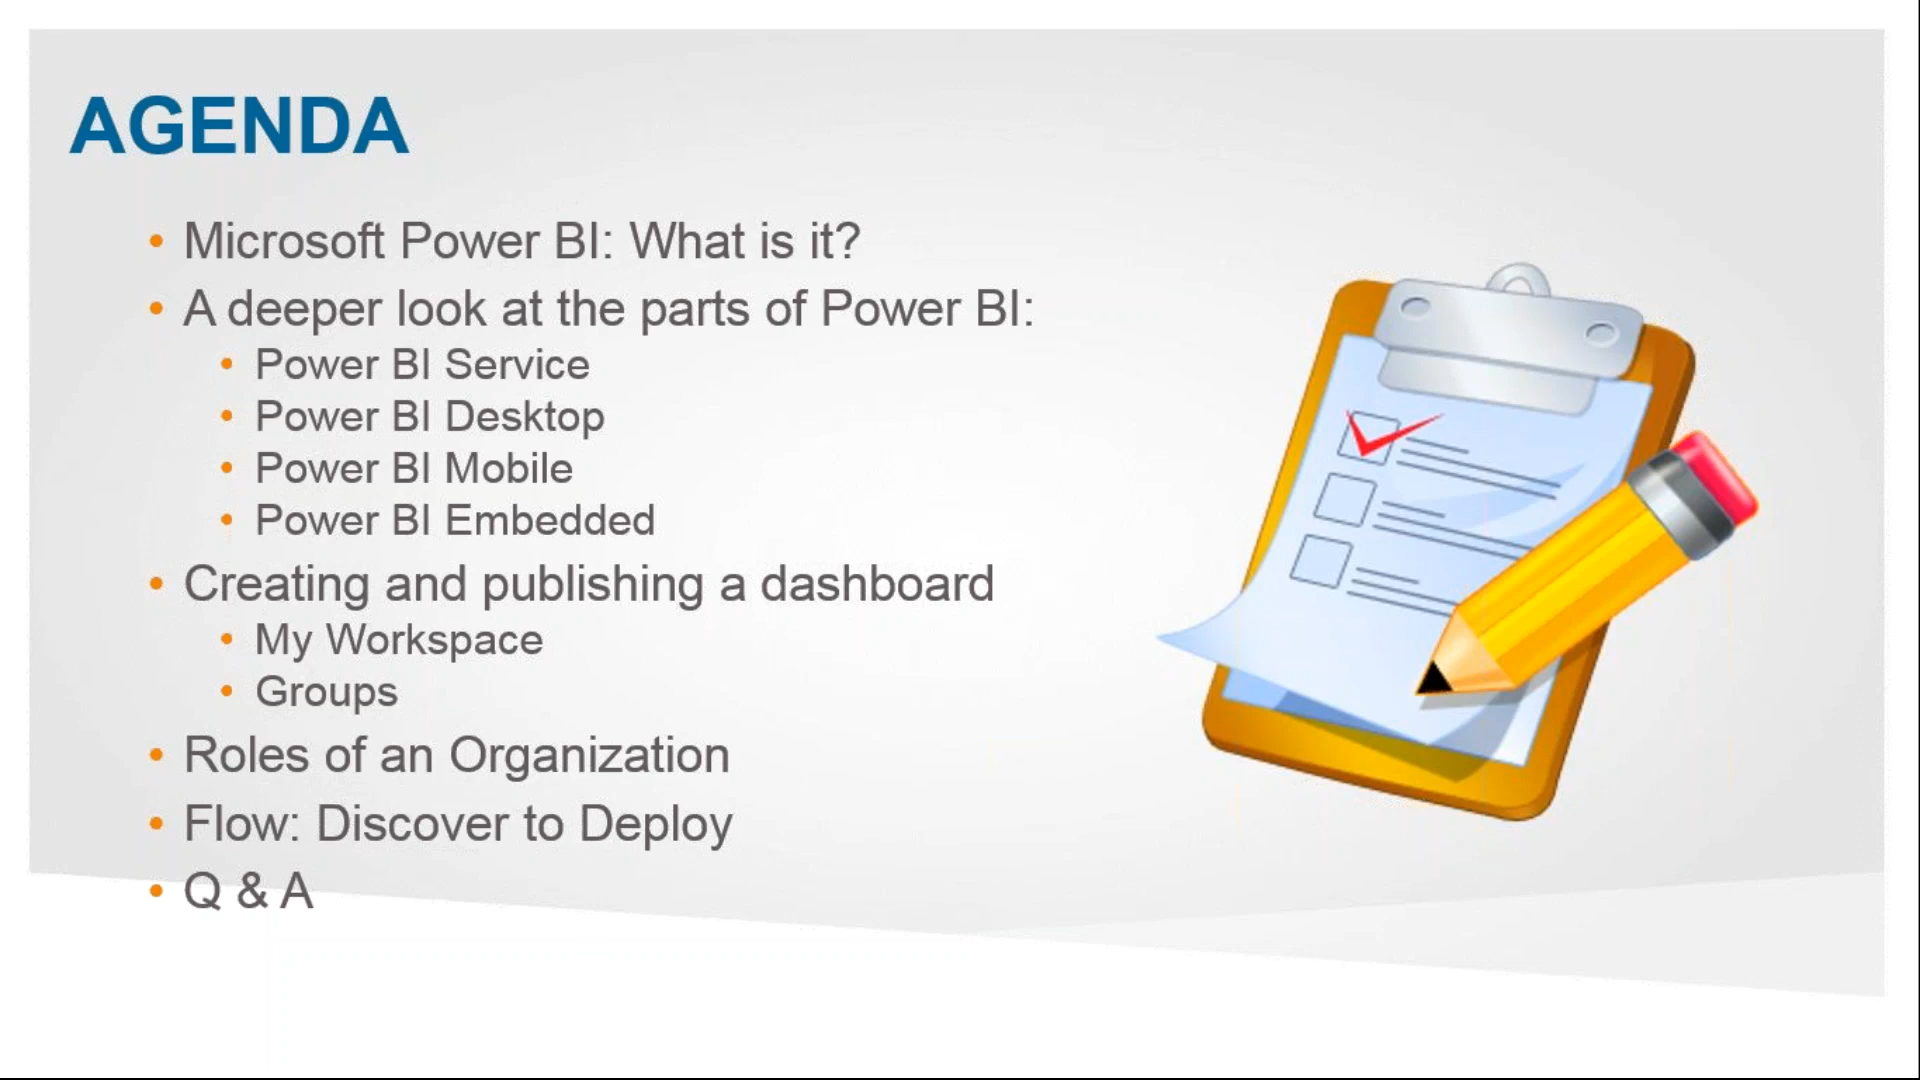 AGENDA
• Microsoft Power BI: What is it?
• A deeper look at the parts of Power BI:
• Power BI Service
• Power BI Desktop
• Power BI Mobile
• Power BI Embedded
• Creating and publishing a dashboard
• My Workspace
• Groups
• Roles of an Organization
• Flow: Discover to Deploy
• Q & A